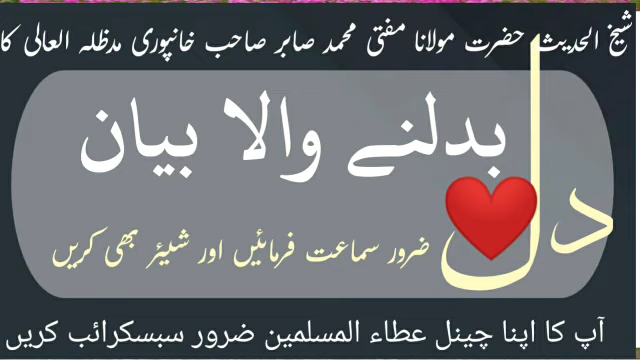 شیخ الحدیث حضرت مولانا مفتی محمد صابر صاحب خانپوری مدظلہ العالی کا
دل بدلنے والا بیان
ضرور سماعت فرمائیں اور شیئر بھی کریں
آپ کا اپنا چینل عطاء المسلمین ضرور سبسکرائب کریں